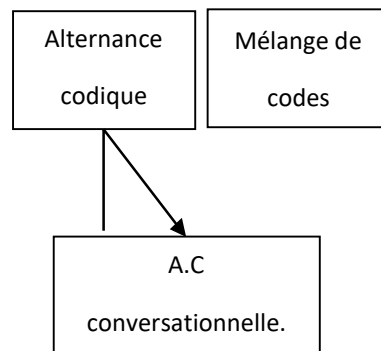 Alternance
codique
Mélange de
codes
A.C
conversationnelle.